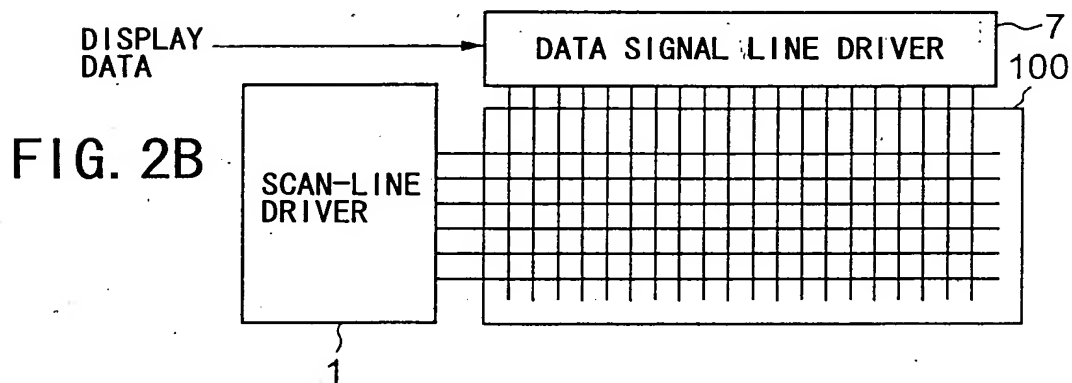 DISPLAY
DATA
DATA SIGNAL LINE DRIVER
7
100
FIG. 2B
SCAN-LINE
DRIVER
1